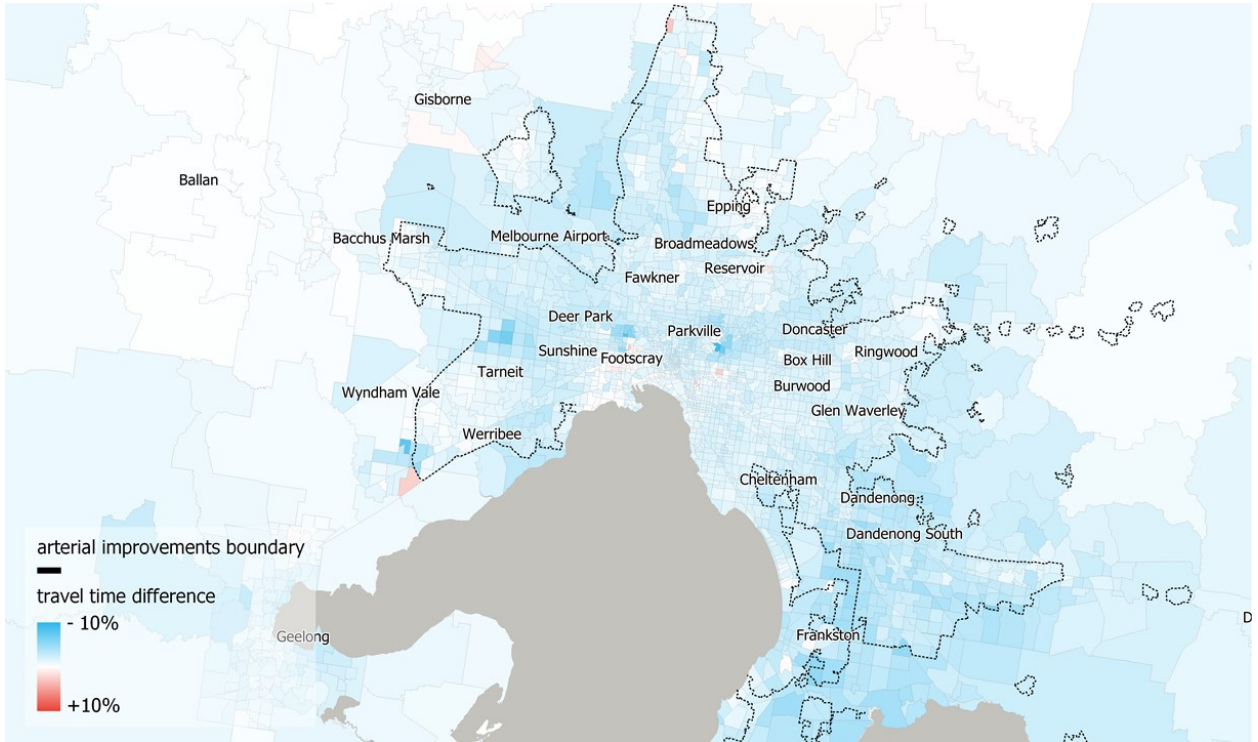 Gisborne
Ballan
Epping
Bacchus Marsh
Melbourne Airport
Broadmeadows
Fawkner
Reservoir
Deer Park
Parkville
Doncaster
Sunshine
Footscray
Box Hill
Ringwood
Tarneit
Burwood
Wyndham Vale
Glen Waverley
Werribee
Cheltenham
Dandenong
Dandenong South
arterial improvements boundary
travel time difference
- 10%
+10%
Geelong
Frankston
D